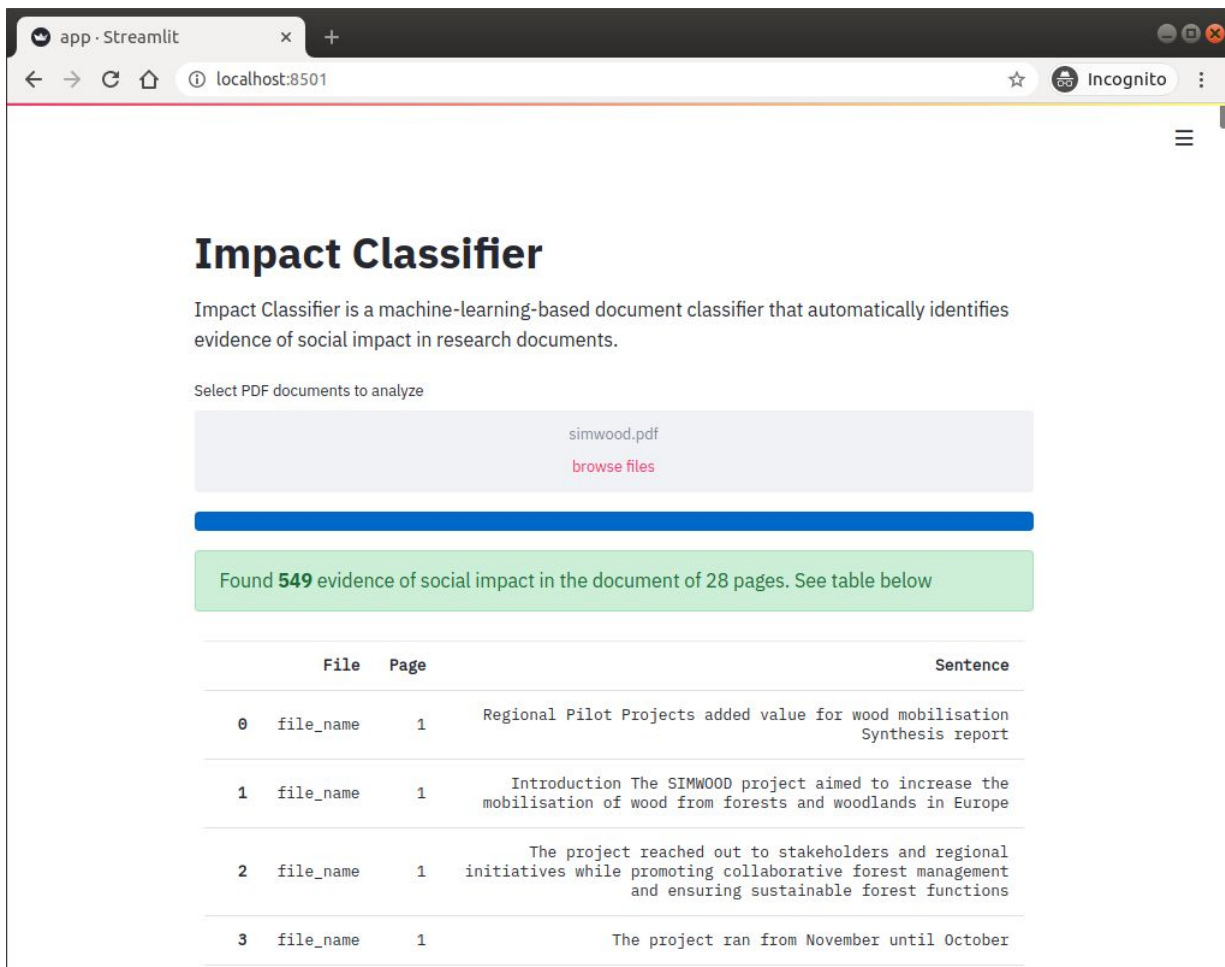 app · Streamlit
localhost:8501
Incognito
Impact Classifier
Impact Classifier is a machine-learning-based document classifier that automatically identifies
evidence of social impact in research documents.
Select PDF documents to analyze
simwood.pdf
browse files
Found 549 evidence of social impact in the document of 28 pages. See table below
File Page Sentence
0 file_name 1 Regional Pilot Projects added value for wood mobilisation
Synthesis report
1 file_name 1 Introduction The SIMWOOD project aimed to increase the
mobilisation of wood from forests and woodlands in Europe
The project reached out to stakeholders and regional
2 file_name 1 initiatives while promoting collaborative forest management
and ensuring sustainable forest functions
3 file_name 1 The project ran from November until October